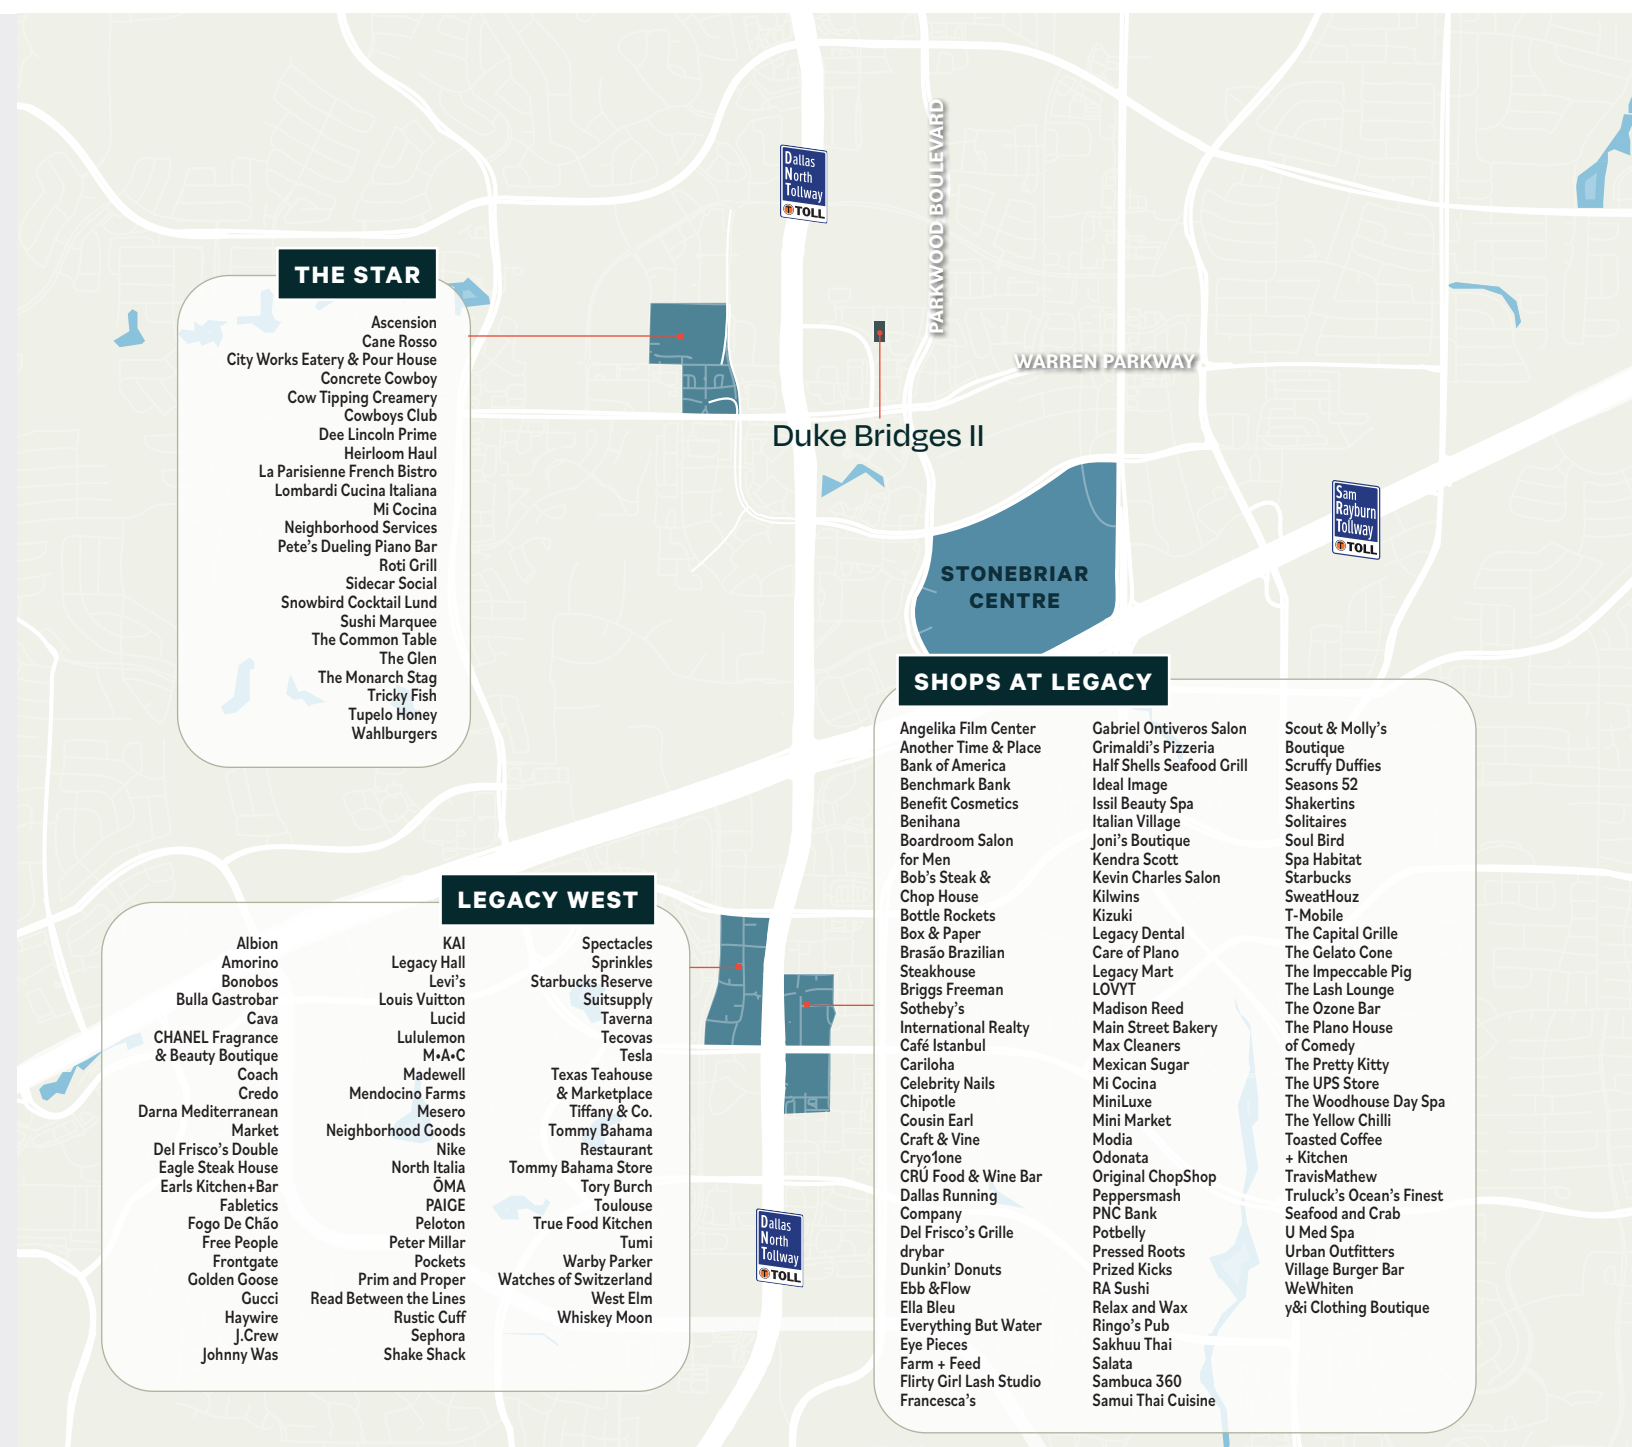 Dallas
North
Tollway
TOLL
PARKWOOD BOULEVARD
THE STAR
Ascension
Cane Rosso
City Works Eatery & Pour House
Concrete Cowboy
Cow Tipping Creamery
Cowboys Club
Dee Lincoln Prime
Heirloom Haul
La Parisienne French Bistro
Lombardi Cucina Italiana
Mi Cocina
Neighborhood Services
Pete's Dueling Piano Bar
Roti Grill
Sidecar Social
Snowbird Cocktail Lund
Sushi Marquee
The Common Table
The Glen
The Monarch Stag
Tricky Fish
Tupelo Honey
Wahlburgers
WARREN PARKWAY
Duke Bridges II
Sam
Rayburn
Tollway
TOLL
STONEBRIAR
CENTRE
SHOPS AT LEGACY
Angelika Film Center
Another Time & Place
Bank of America
Benchmark Bank
Benefit Cosmetics
Benihana
Boardroom Salon
for Men
Bob's Steak &
Chop House
Bottle Rockets
Box & Paper
Brasão Brazilian
Steakhouse
Briggs Freeman
Sotheby's
International Realty
Café Istanbul
Cariloha
Celebrity Nails
Chipotle
Cousin Earl
Craft & Vine
Cryo1one
CRÚ Food & Wine Bar
Dallas Running
Company
Del Frisco's Grille
drybar
Dunkin' Donuts
Ebb &Flow
Ella Bleu
Everything But Water
Eye Pieces
Farm + Feed
Flirty Girl Lash Studio
Francesca's
Gabriel Ontiveros Salon
Grimaldi's Pizzeria
Half Shells Seafood Grill
Ideal Image
Issil Beauty Spa
Italian Village
Joni's Boutique
Kendra Scott
Kevin Charles Salon
Kilwins
Kizuki
Legacy Dental
Care of Plano
Legacy Mart
LOVYT
Madison Reed
Main Street Bakery
Max Cleaners
Mexican Sugar
Mi Cocina
MiniLuxe
Mini Market
Modia
Odonata
Original ChopShop
Peppersmash
PNC Bank
Potbelly
Pressed Roots
Prized Kicks
RA Sushi
Relax and Wax
Ringo's Pub
Sakhuu Thai
Salata
Sambuca 360
Samui Thai Cuisine
Scout & Molly's
Boutique
Scruffy Duffies
Seasons 52
Shakertins
Solitaires
Soul Bird
Spa Habitat
Starbucks
SweatHouz
T-Mobile
The Capital Grille
The Gelato Cone
The Impeccable Pig
The Lash Lounge
The Ozone Bar
The Plano House
of Comedy
The Pretty Kitty
The UPS Store
The Woodhouse Day Spa
The Yellow Chilli
Toasted Coffee
+ Kitchen
TravisMathew
Truluck's Ocean's Finest
Seafood and Crab
U Med Spa
Urban Outfitters
Village Burger Bar
WeWhiten
y&i Clothing Boutique
LEGACY WEST
Albion
Amorino
Bonobos
Bulla Gastrobar
Cava
CHANEL Fragrance
& Beauty Boutique
Coach
Credo
Darna Mediterranean
Market
Del Frisco's Double
Eagle Steak House
Earls Kitchen+Bar
Fabletics
Fogo De Chão
Free People
Frontgate
Golden Goose
Gucci
Haywire
J.Crew
Johnny Was
KAI
Legacy Hall
Levi's
Louis Vuitton
Lucid
Lululemon
M•A•C
Madewell
Mendocino Farms
Mesero
Neighborhood Goods
Nike
North Italia
ŌMA
PAIGE
Peloton
Peter Millar
Pockets
Prim and Proper
Read Between the Lines
Rustic Cuff
Sephora
Shake Shack
Spectacles
Sprinkles
Starbucks Reserve
Suitsupply
Taverna
Tecovas
Tesla
Texas Teahouse
& Marketplace
Tiffany & Co.
Tommy Bahama
Restaurant
Tommy Bahama Store
Tory Burch
Toulouse
True Food Kitchen
Tumi
Warby Parker
Watches of Switzerland
West Elm
Whiskey Moon
Dallas
North
Tollway
TOLL